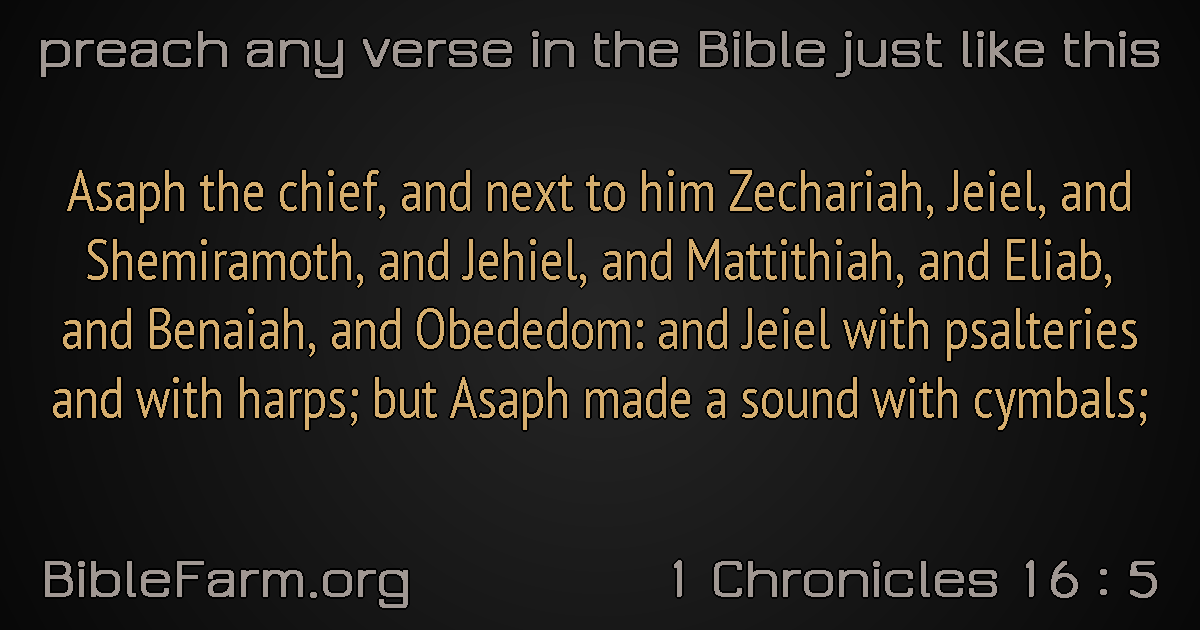 preach any verse in the Bible just like this
Asaph the chief, and next to him Zechariah, Jeiel, and
Shemiramoth, and Jehiel, and Mattithiah, and Eliab,
and Benaiah, and Obededom: and Jeiel with psalteries
and with harps; but Asaph made a sound with cymbals;
BibleFarm.org
1 Chronicles 16 : 5